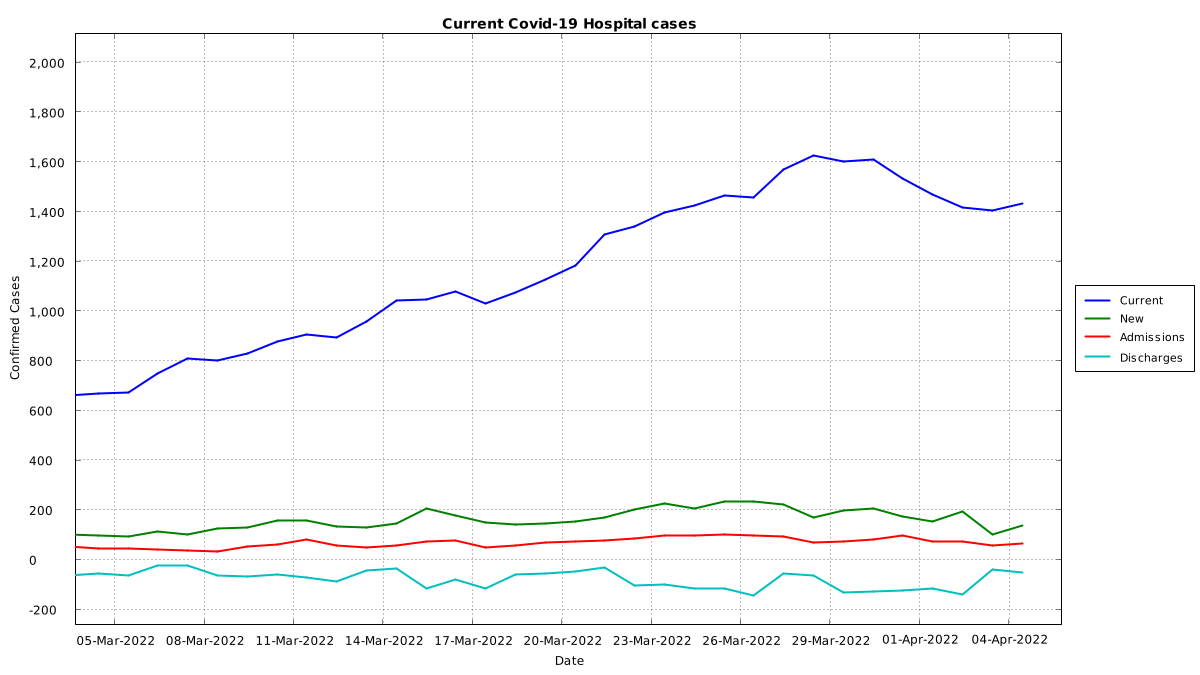 Current Covid-19 Hospital cases
2,000
1,800
1,600
1,400
1,200
1,000
800
600
400
200
0
-200
Confirmed Cases
05-Mar-2022 08-Mar-2022 11-Mar-2022 14-Mar-2022 17-Mar-2022 20-Mar-2022 23-Mar-2022 26-Mar-2022 29-Mar-2022 01-Apr-2022 04-Apr-2022
Date
Current
New
Admissions
Discharges